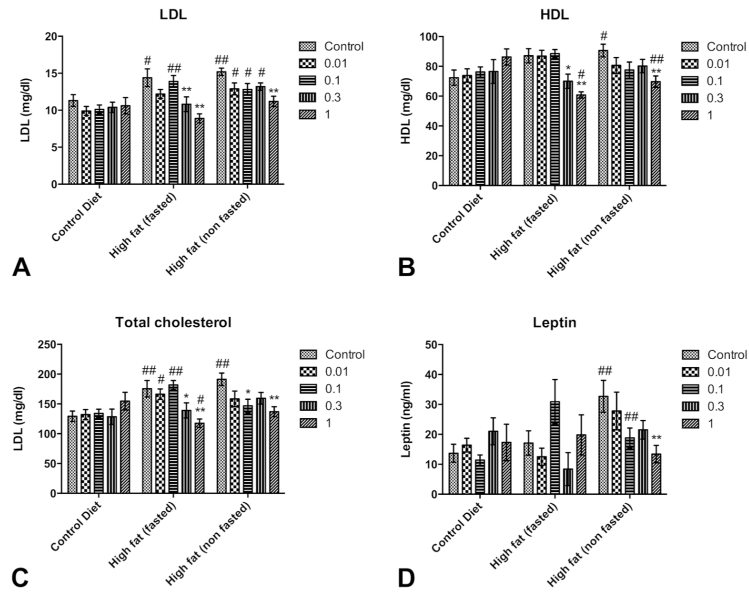 LDL
LDL (mg/dl)
20
15
10
5
0
# ## ** **
## # # # **
Control Diet
High fat (fasted)
High fat (non fasted)
Control
0.01
0.1
0.3
1
A
HDL
HDL (mg/dl)
100
80
60
40
20
0
* # **
# ## **
Control Diet
High fat (fasted)
High fat (non fasted)
Control
0.01
0.1
0.3
1
B
Total cholesterol
LDL (mg/dl)
250
200
150
100
50
0
## # ## * # **
## * **
Control Diet
High fat (fasted)
High fat (non fasted)
Control
0.01
0.1
0.3
1
C
Leptin
Leptin (ng/ml)
50
40
30
20
10
0
## ## **
Control Diet
High fat (fasted)
High fat (non fasted)
Control
0.01
0.1
0.3
1
D